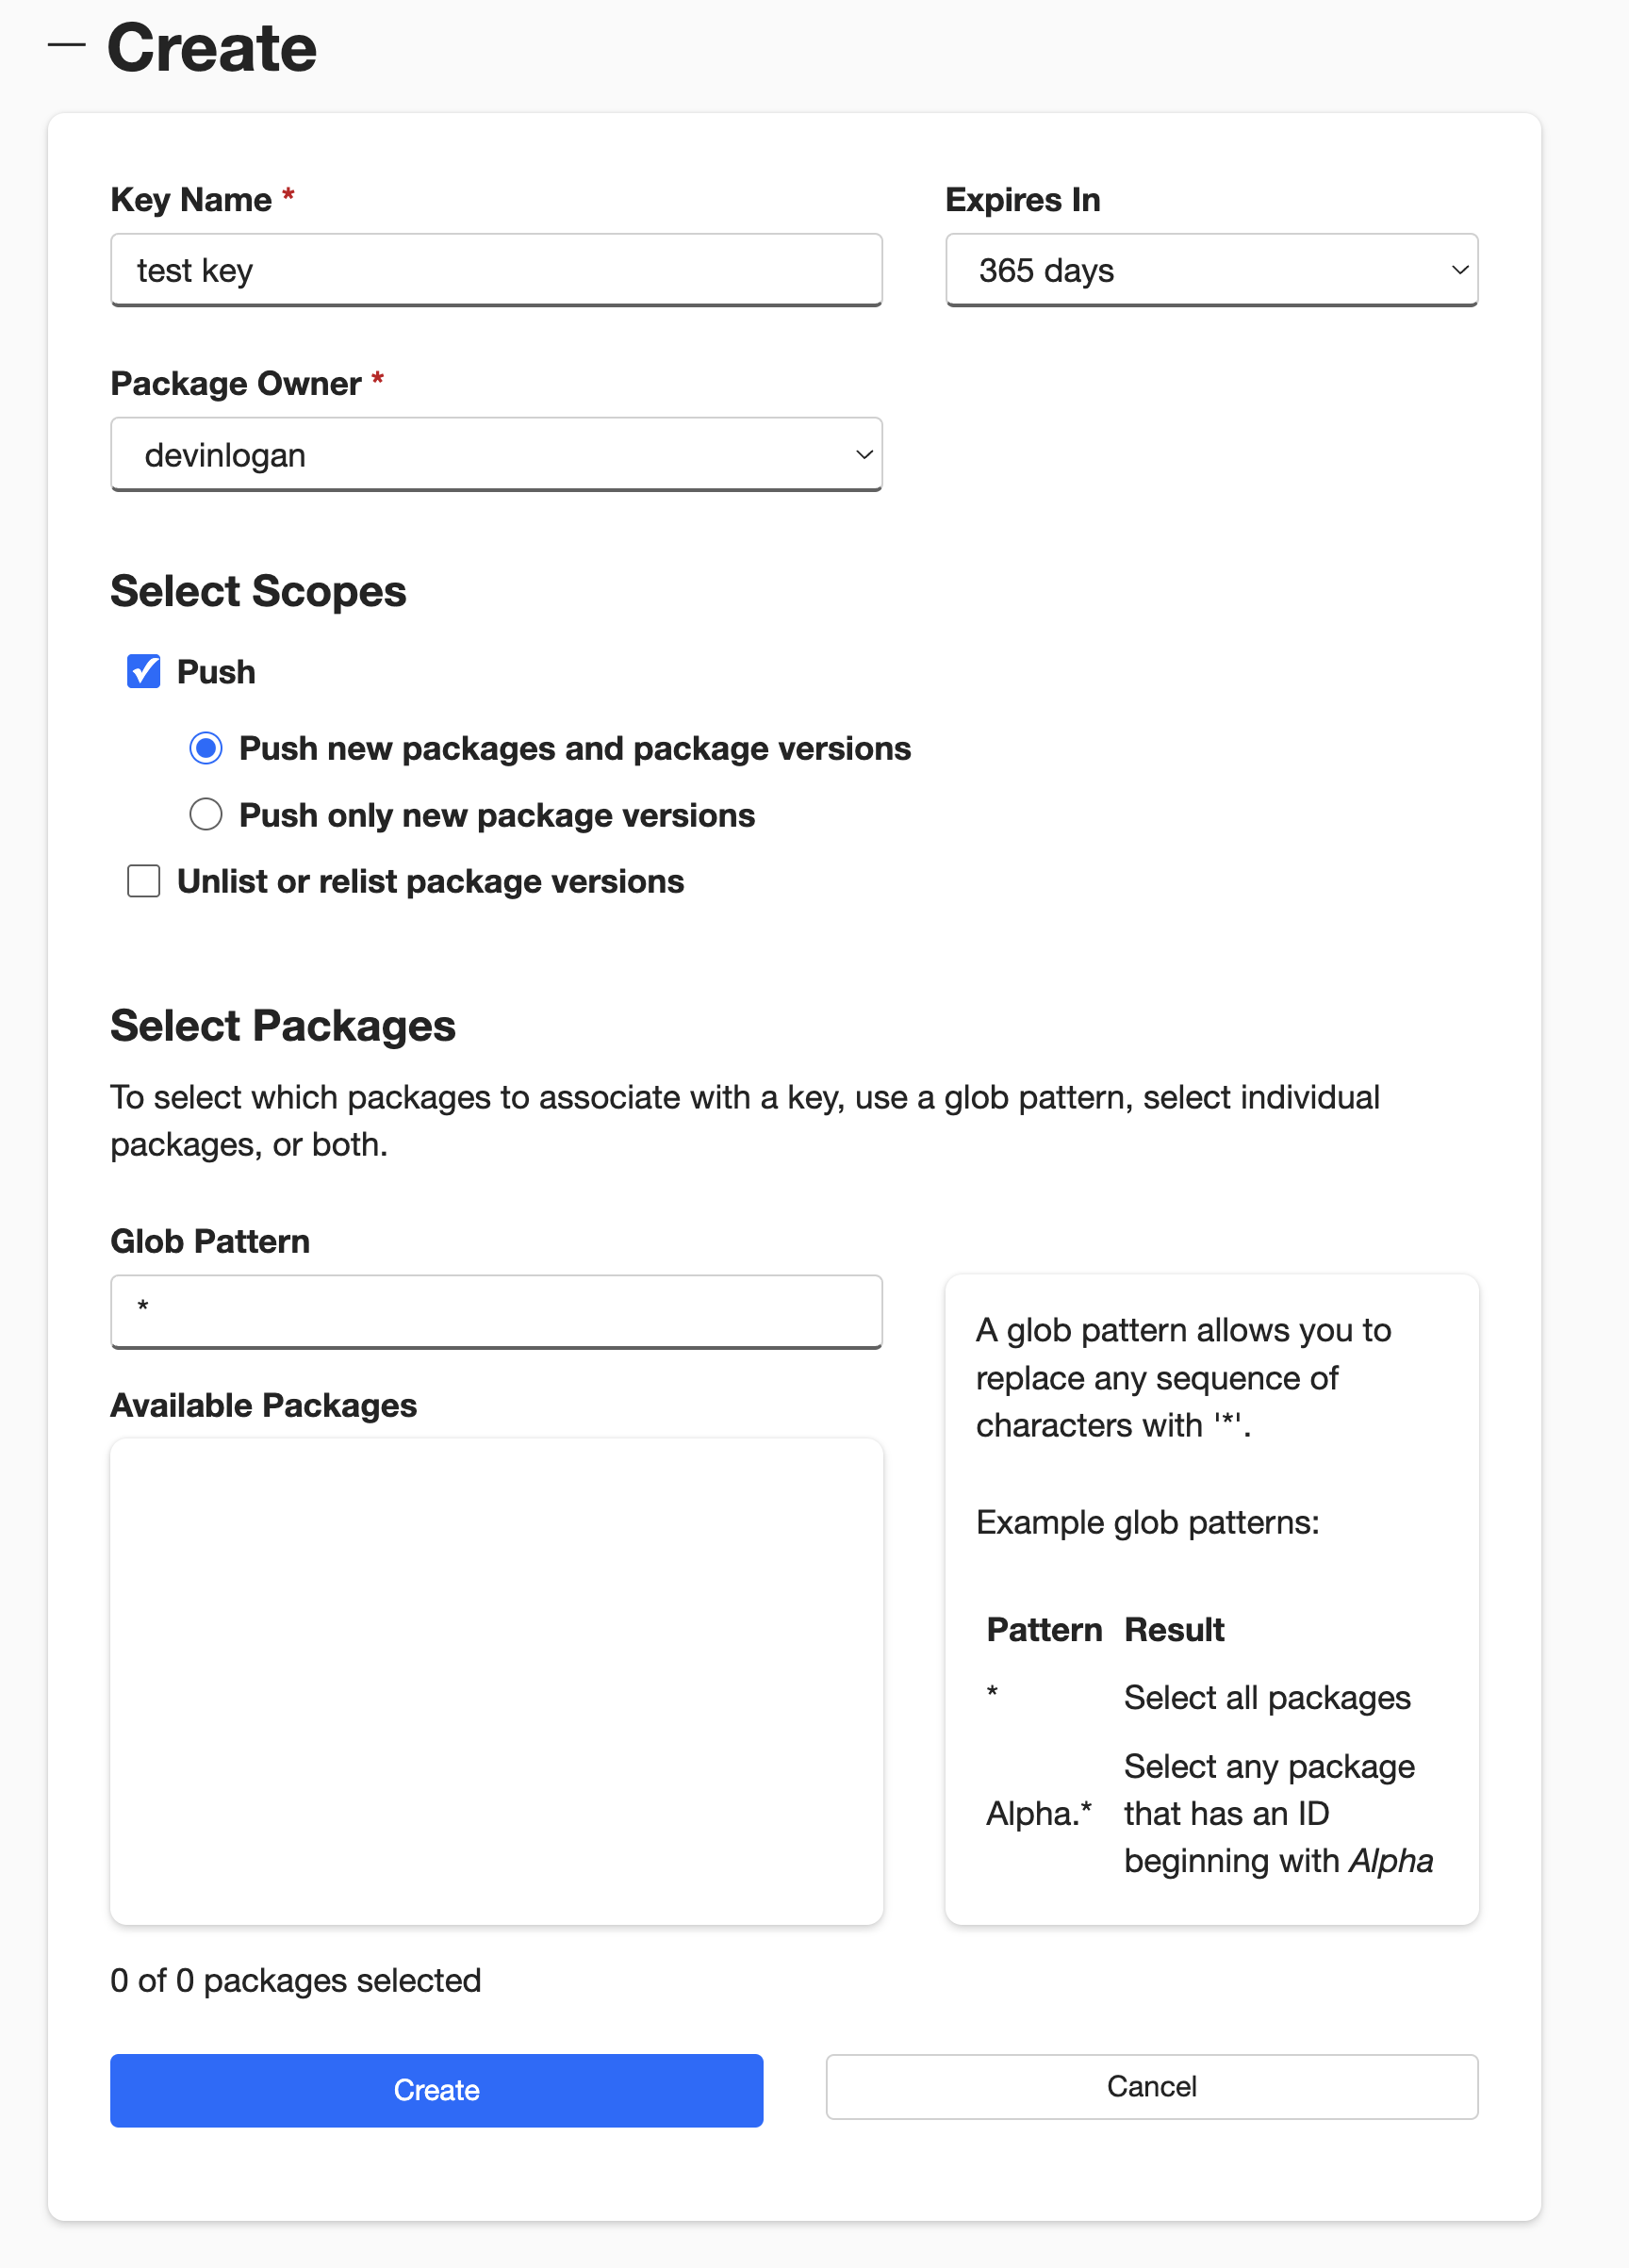 Create
Key Name *
Expires In
test key
365 days
Package Owner *
devinlogan
Select Scopes
Push
Push new packages and package versions
Push only new package versions
Unlist or relist package versions
Select Packages
To select which packages to associate with a key, use a glob pattern, select individual
packages, or both.
Glob Pattern
*
Available Packages
A glob pattern allows you to
replace any sequence of
characters with '*'.
Example glob patterns:
Pattern Result
* Select all packages
Select any package
Alpha.* that has an ID
beginning with Alpha
0 of 0 packages selected
Create
Cancel